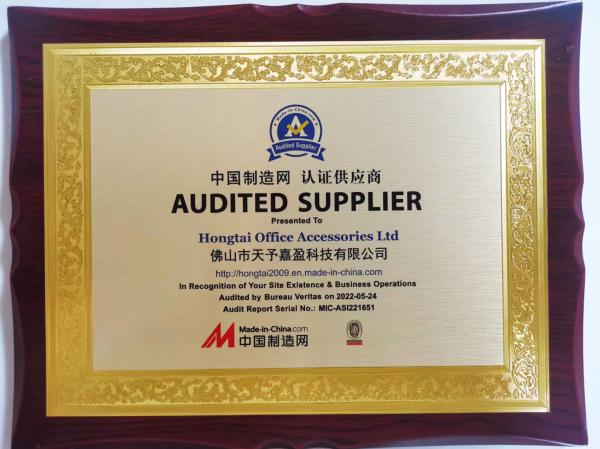 Made-in-China.com
Audited Supplier
中国制造网 认证供应商
AUDITED SUPPLIER
Presented To
Hongtai Office Accessories Ltd
佛山市天予嘉盈科技有限公司
http://hongtai2009.en.made-in-china.com
In Recognition of Your Site Existence & Business Operations
Audited by Bureau Veritas on 2022-05-24
Audit Report Serial No.: MIC-ASI221651
Made-in-China.com
中国制造网